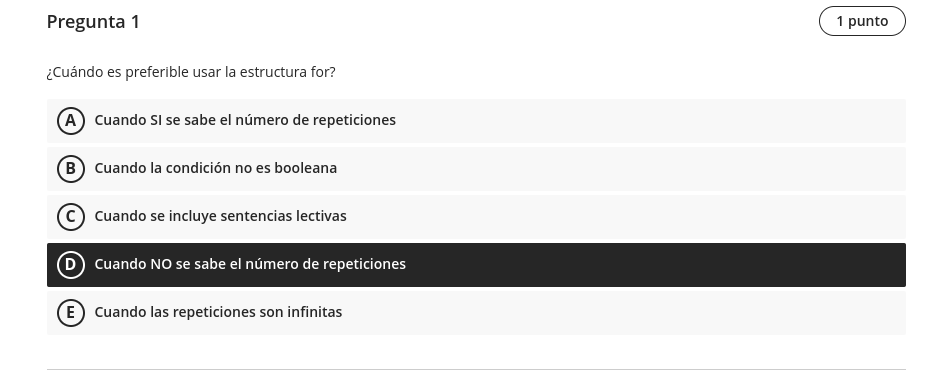 Pregunta 1
1 punto
¿Cuándo es preferible usar la estructura for?
A Cuando SI se sabe el número de repeticiones
B Cuando la condición no es booleana
C Cuando se incluye sentencias lectivas
D Cuando NO se sabe el número de repeticiones
E Cuando las repeticiones son infinitas